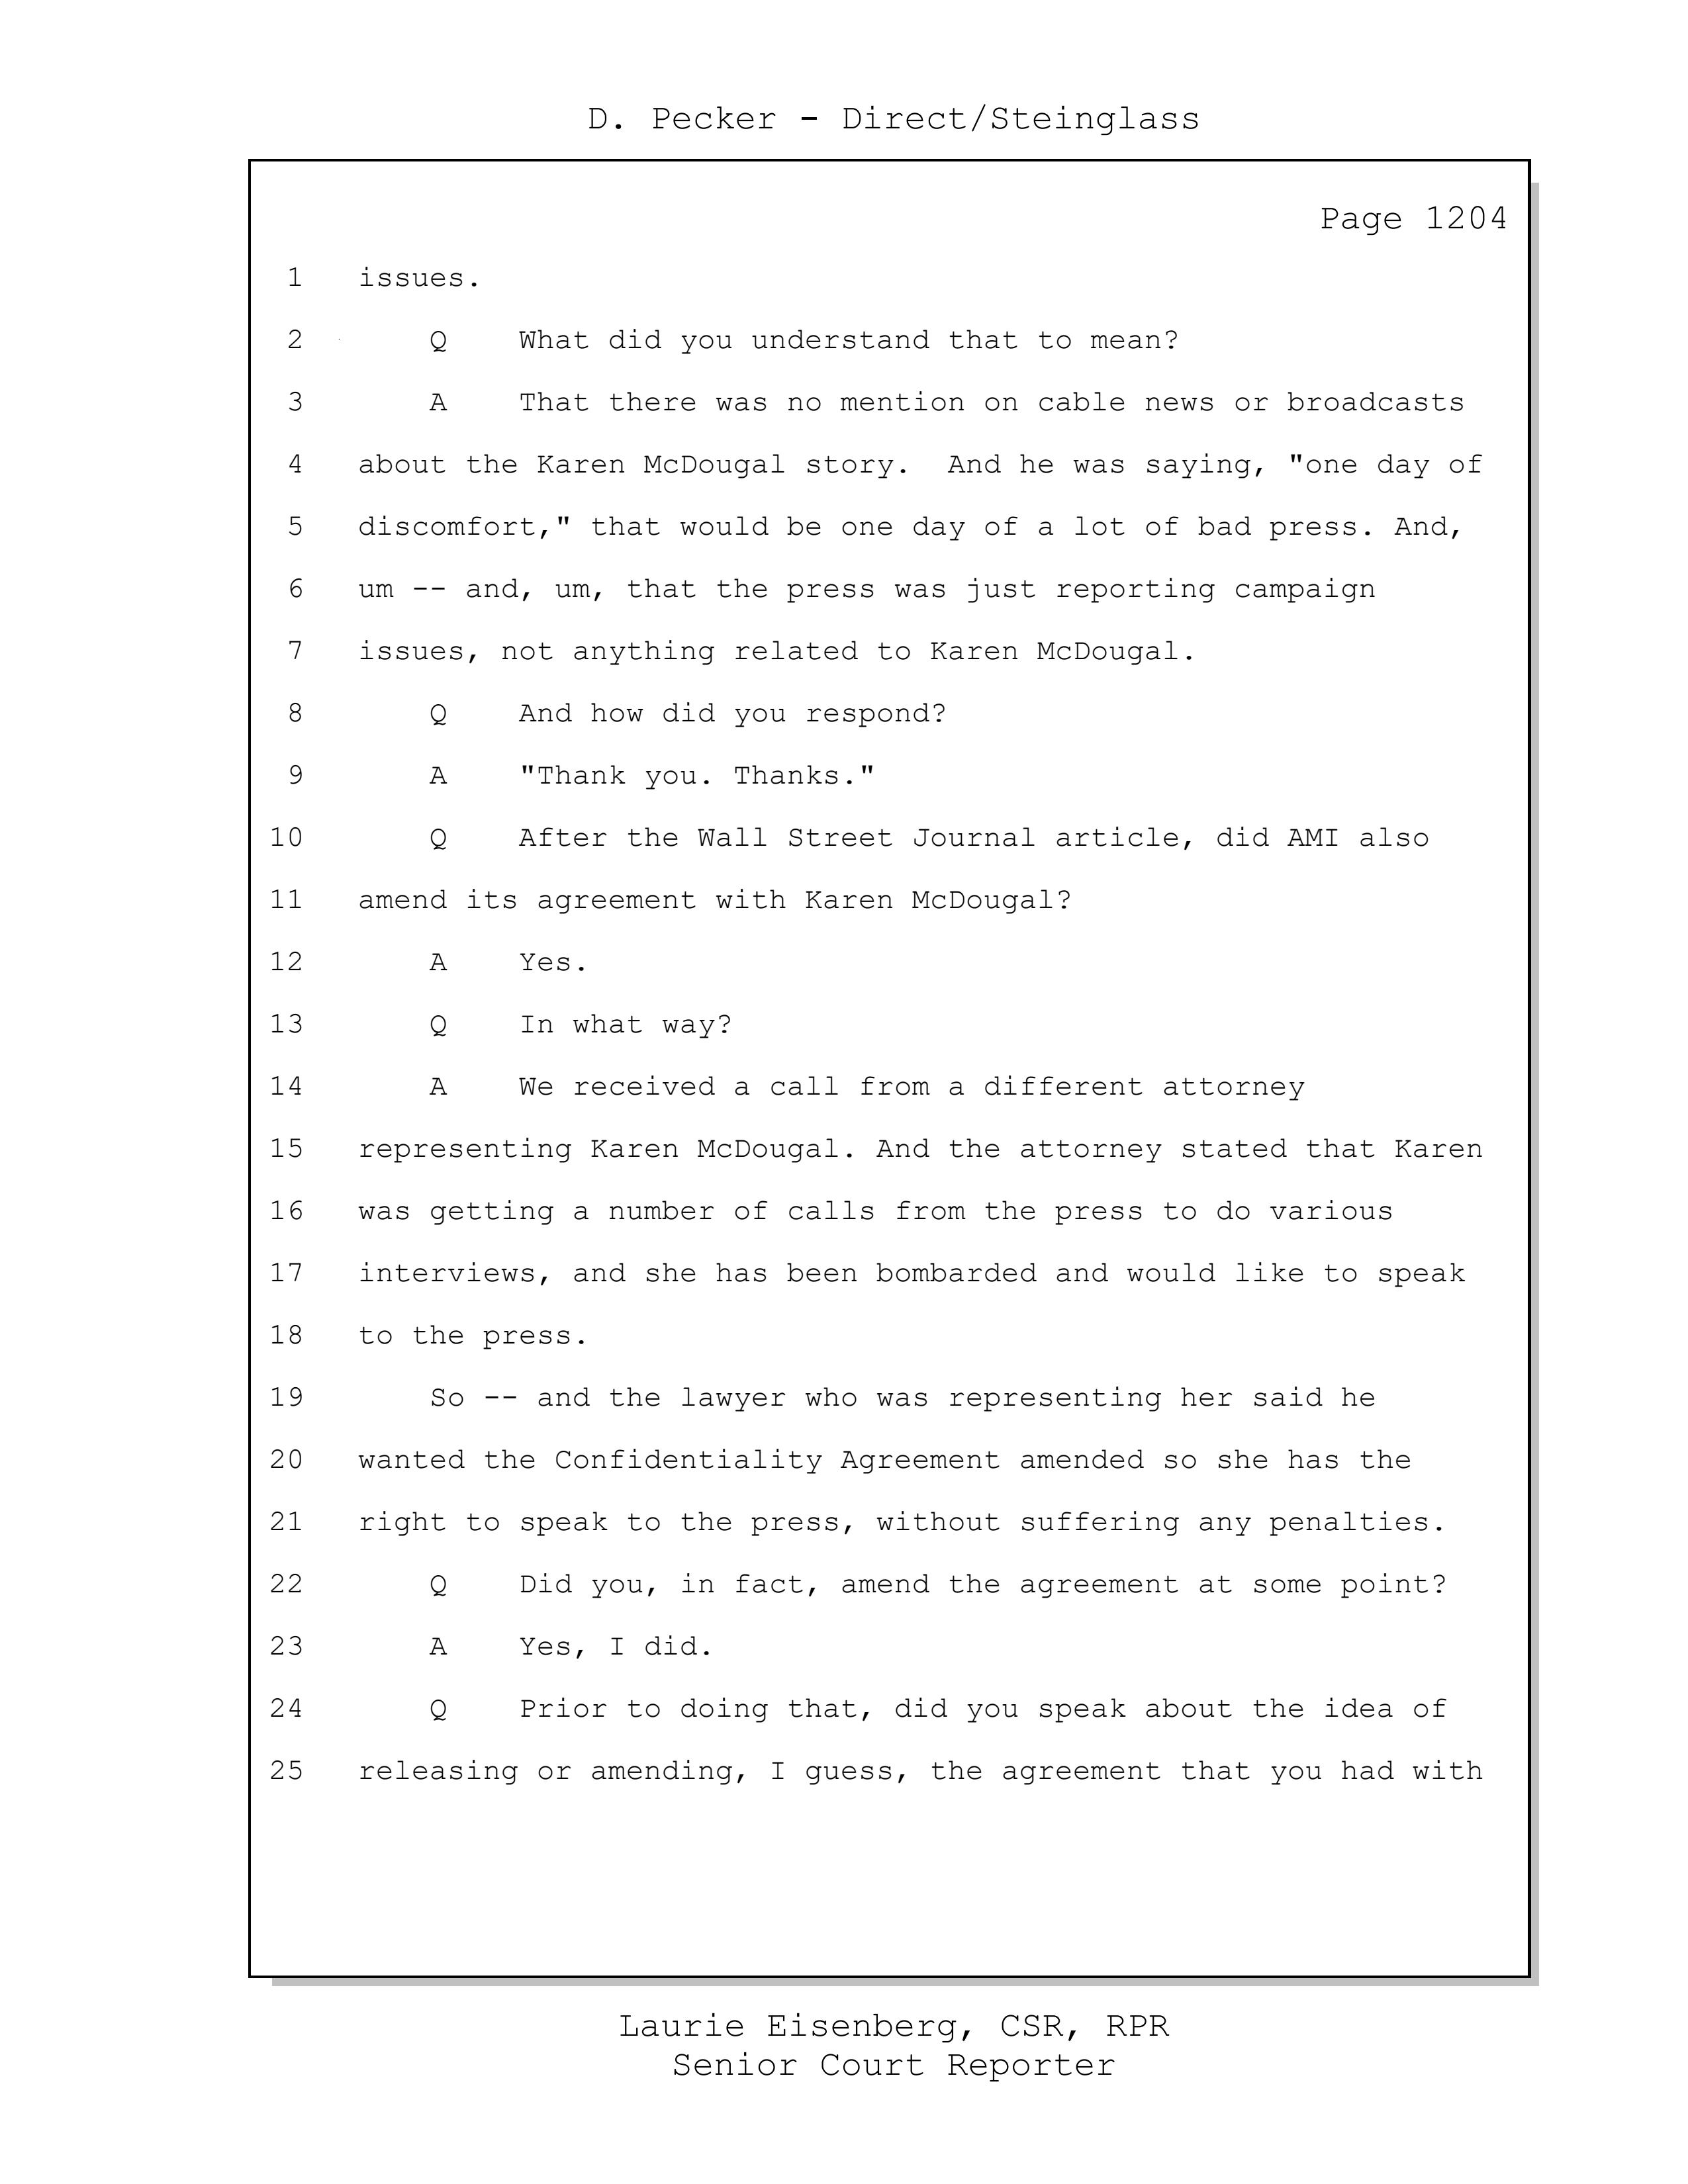 D. Pecker - Direct/Steinglass
Page 1204
1 issues.
2 Q What did you understand that to mean?
3 A That there was no mention on cable news or broadcasts
4 about the Karen McDougal story. And he was saying, "one day of
5 discomfort," that would be one day of a lot of bad press. And,
6 um -- and, um, that the press was just reporting campaign
7 issues, not anything related to Karen McDougal.
8 Q And how did you respond?
9 A "Thank you. Thanks."
10 Q After the Wall Street Journal article, did AMI also
11 amend its agreement with Karen McDougal?
12 A Yes.
13 Q In what way?
14 A We received a call from a different attorney
15 representing Karen McDougal. And the attorney stated that Karen
16 was getting a number of calls from the press to do various
17 interviews, and she has been bombarded and would like to speak
18 to the press.
19 So -- and the lawyer who was representing her said he
20 wanted the Confidentiality Agreement amended so she has the
21 right to speak to the press, without suffering any penalties.
22 Q Did you, in fact, amend the agreement at some point?
23 A Yes, I did.
24 Q Prior to doing that, did you speak about the idea of
25 releasing or amending, I guess, the agreement that you had with
Laurie Eisenberg, CSR, RPR
Senior Court Reporter